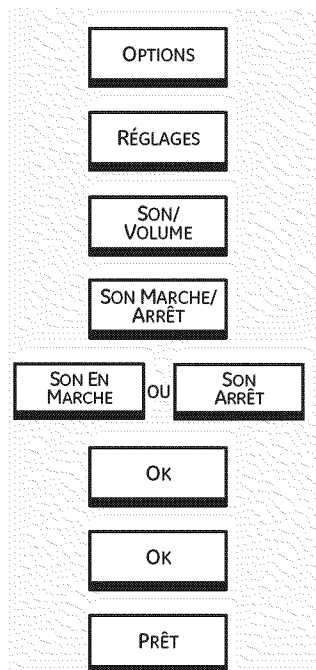 OPTIONS
RÉGLAGES
SON/
VOLUME
SON MARCHE/
ARRÊT
SON EN
MARCHE
OU
SON
ARRÊT
OK
OK
PRÊT